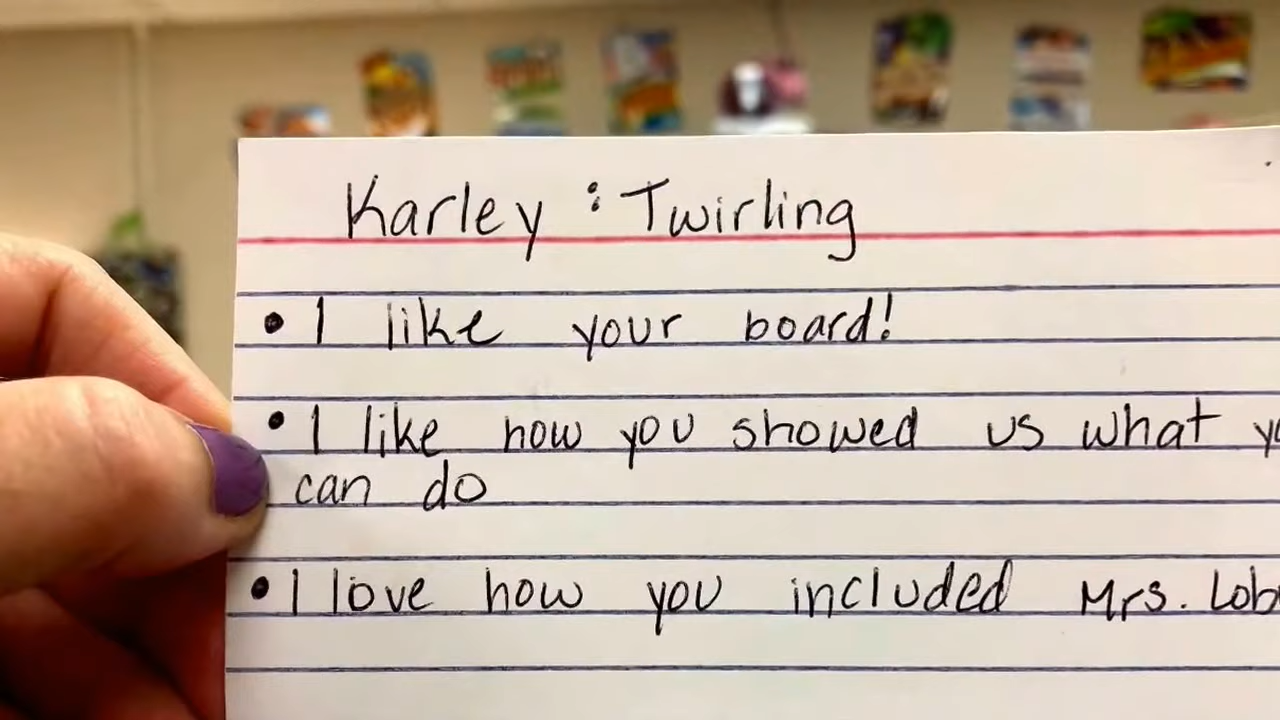 Karley : Twirling
• I like your board!
• I like how you showed us what
can do
• I love how you included Mrs.